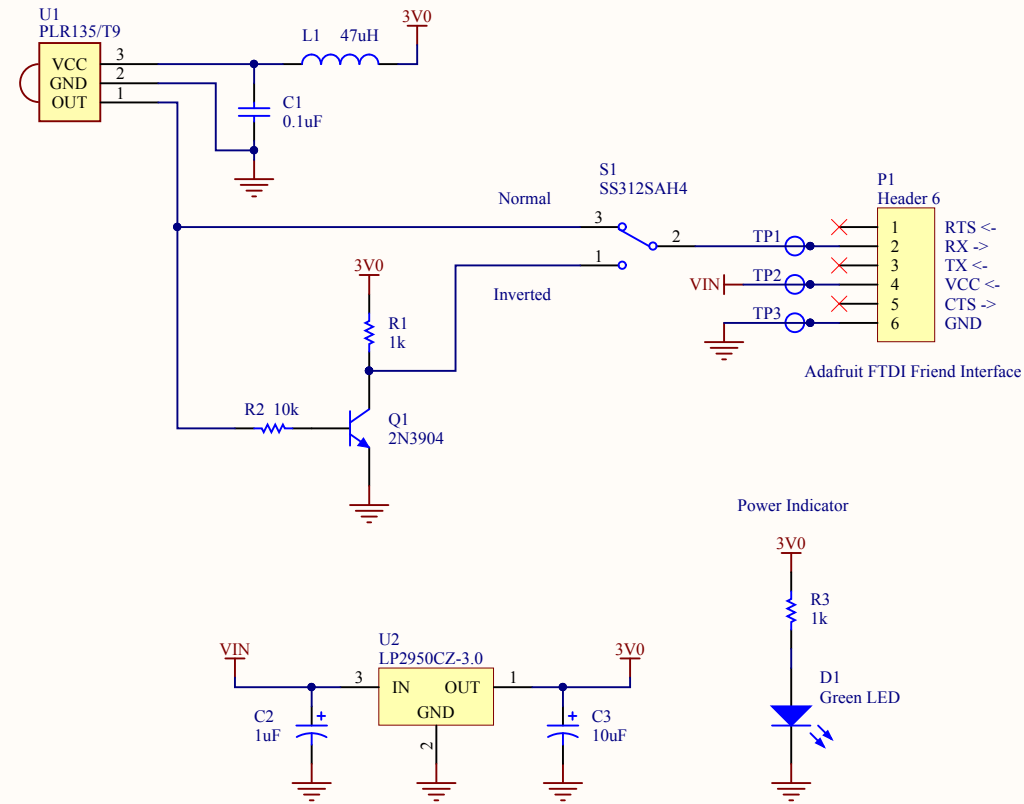 U1
PLR135/T9
VCC 3
GND 2
OUT 1
L1 47uH
3V0
C1
0.1uF
S1
SS312SAH4
Normal
3
2
1
Inverted
P1
Header 6
TP1
VIN TP2
TP3
1 RTS <-
2 RX ->
3 TX <-
4 VCC <-
5 CTS ->
6 GND
Adafruit FTDI Friend Interface
3V0
R1
1k
R2 10k
Q1
2N3904
Power Indicator
3V0
R3
1k
D1
Green LED
VIN
U2
LP2950CZ-3.0
3 IN OUT 1
GND
2
3V0
C2
1uF
+
C3
10uF
+